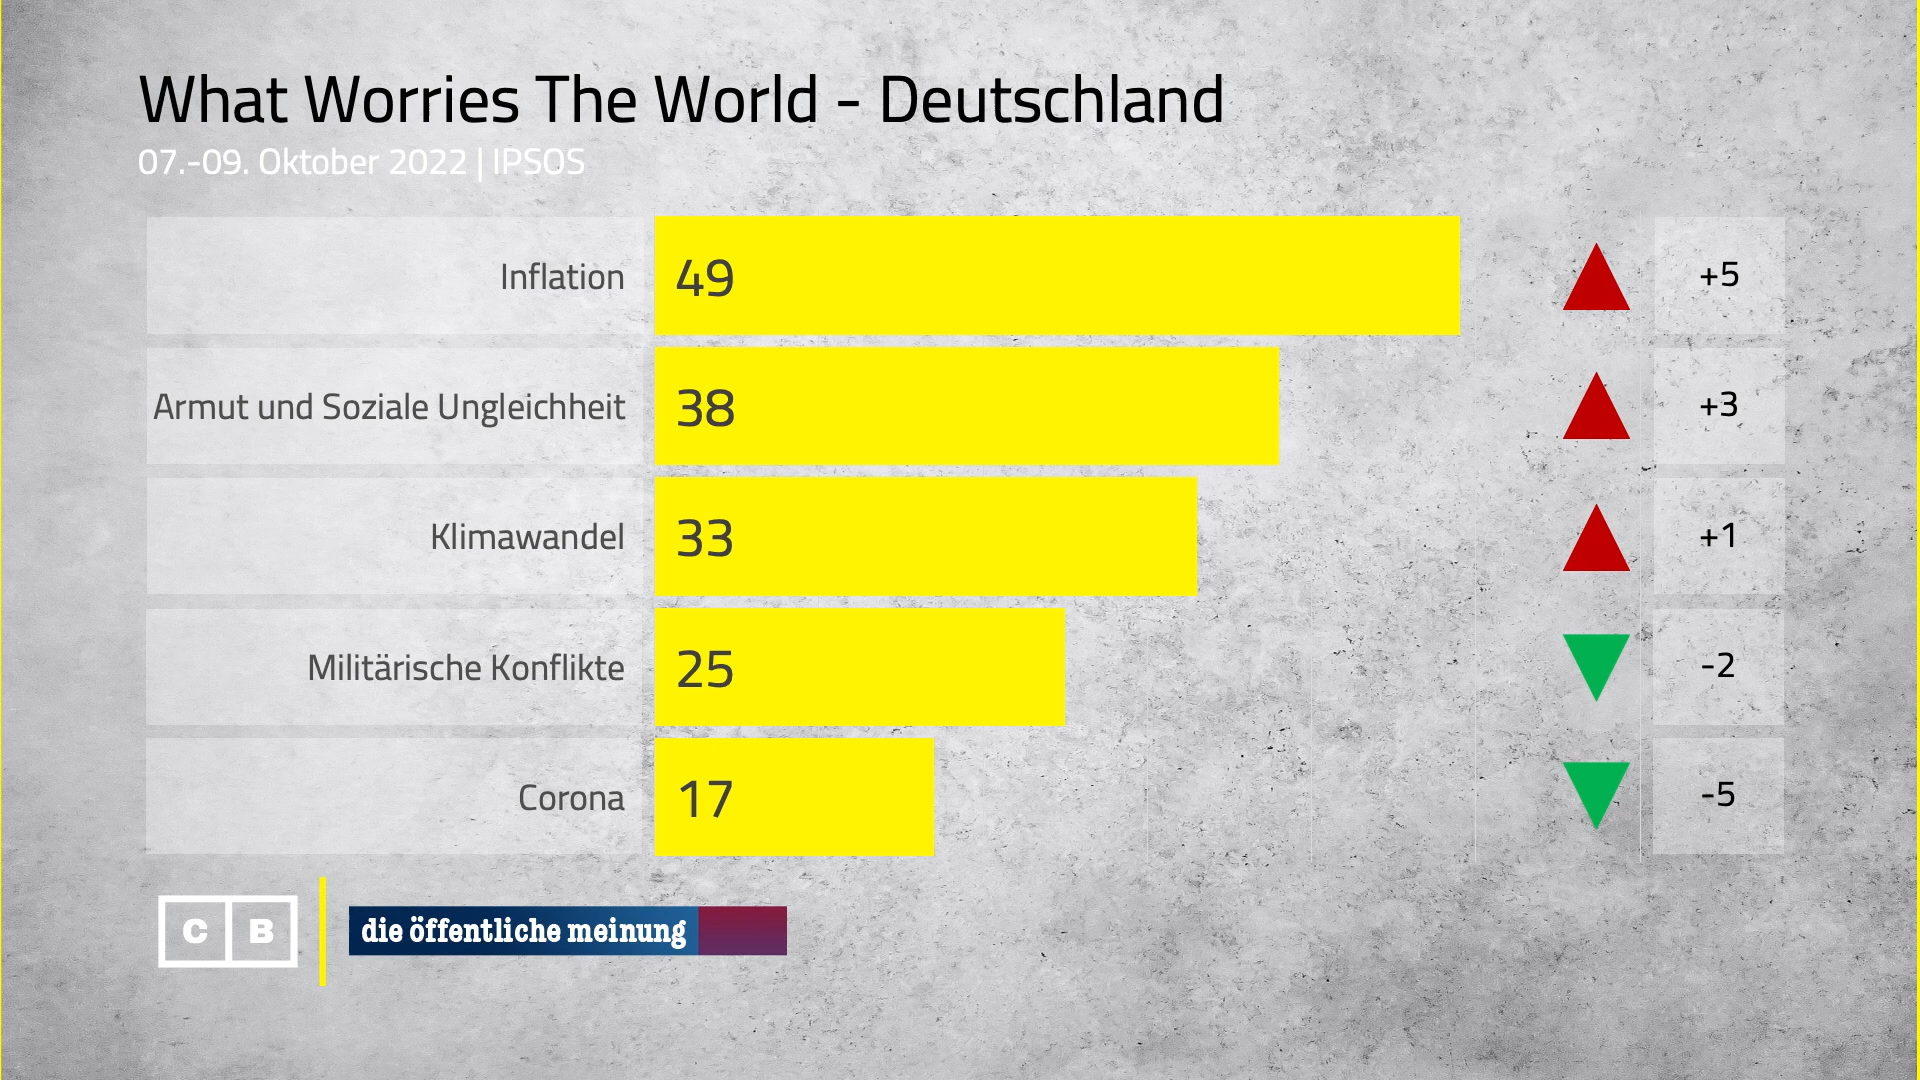 What Worries The World - Deutschland
07.-09. Oktober 2022 | IPSOS
Inflation 49 +5
Armut und Soziale Ungleichheit 38 +3
Klimawandel 33 +1
Militärische Konflikte 25 -2
Corona 17 -5
C B die öffentliche meinung